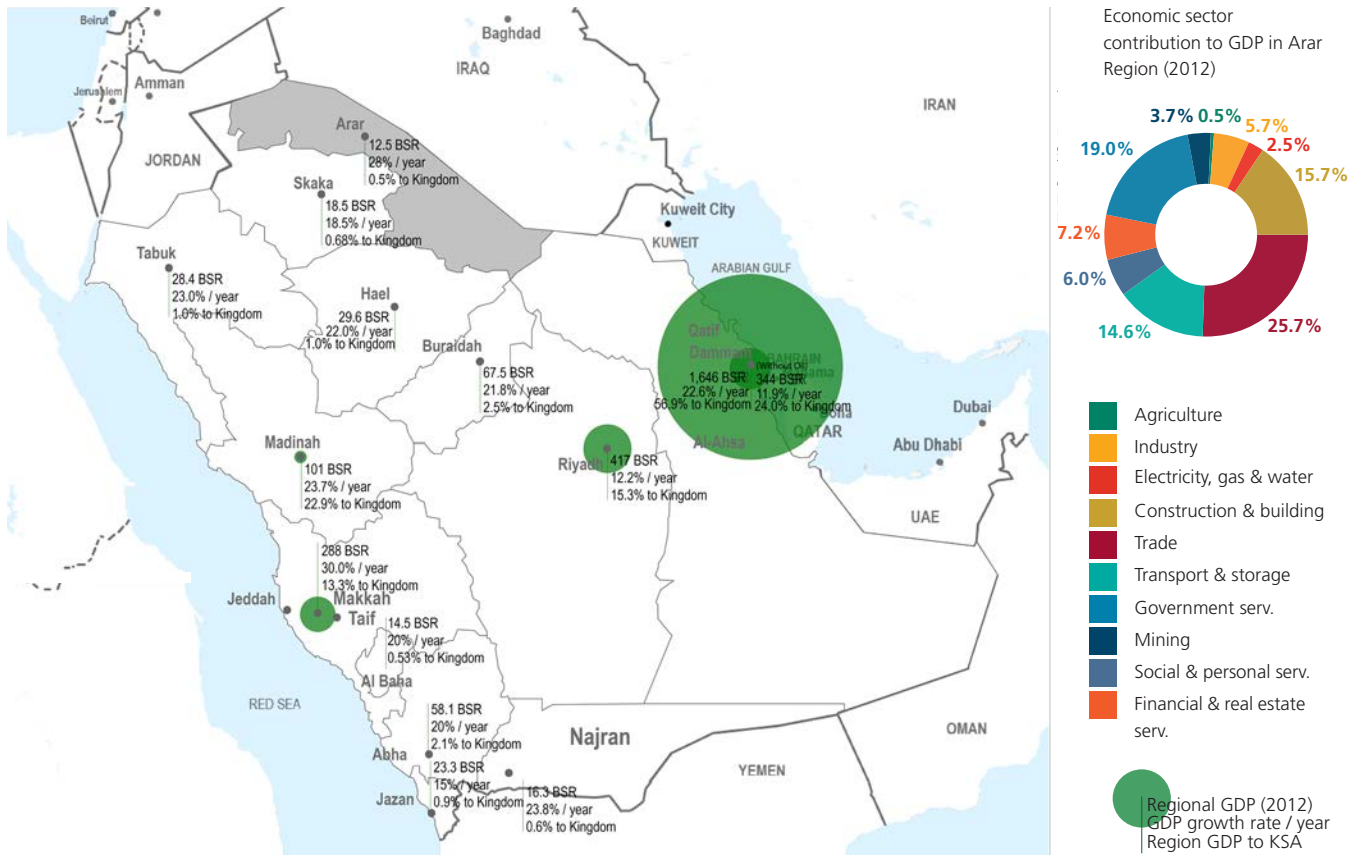 Beirut
Baghdad
IRAQ
IRAN
Amman
Jerusalem
JORDAN
Arar
12.5 BSR
28% / year
0.5% to Kingdom
Skaka
18.5 BSR
18.5% / year
0.68% to Kingdom
Kuweit City
KUWEIT
Tabuk
28.4 BSR
23.0% / year
1.0% to Kingdom
ARABIAN GULF
Hael
29.6 BSR
22.0% / year
1.0% to Kingdom
Buraidah
67.5 BSR
21.8% / year
2.5% to Kingdom
Qatif
Dammam
BAHRAIN
(Without Oil)
1,646 BSR
22.6% / year
56.9% to Kingdom
344 BSR
11.9% / year
24.0% to Kingdom
QATAR
Al-Ahsa
Dubai
Abu Dhabi
UAE
Madinah
101 BSR
23.7% / year
22.9% to Kingdom
Riyadh
417 BSR
12.2% / year
15.3% to Kingdom
288 BSR
30.0% / year
13.3% to Kingdom
Jeddah
Makkah
Taif
14.5 BSR
20% / year
0.53% to Kingdom
Al Baha
RED SEA
58.1 BSR
20% / year
2.1% to Kingdom
Abha
23.3 BSR
15% / year
0.9% to Kingdom
Jazan
Najran
16.3 BSR
23.8% / year
0.6% to Kingdom
YEMEN
OMAN
Economic sector
contribution to GDP in Arar
Region (2012)
3.7% 0.5%
5.7%
2.5%
19.0%
15.7%
7.2%
6.0%
14.6%
25.7%
Agriculture
Industry
Electricity, gas & water
Construction & building
Trade
Transport & storage
Government serv.
Mining
Social & personal serv.
Financial & real estate
serv.
Regional GDP (2012)
GDP growth rate / year
Region GDP to KSA